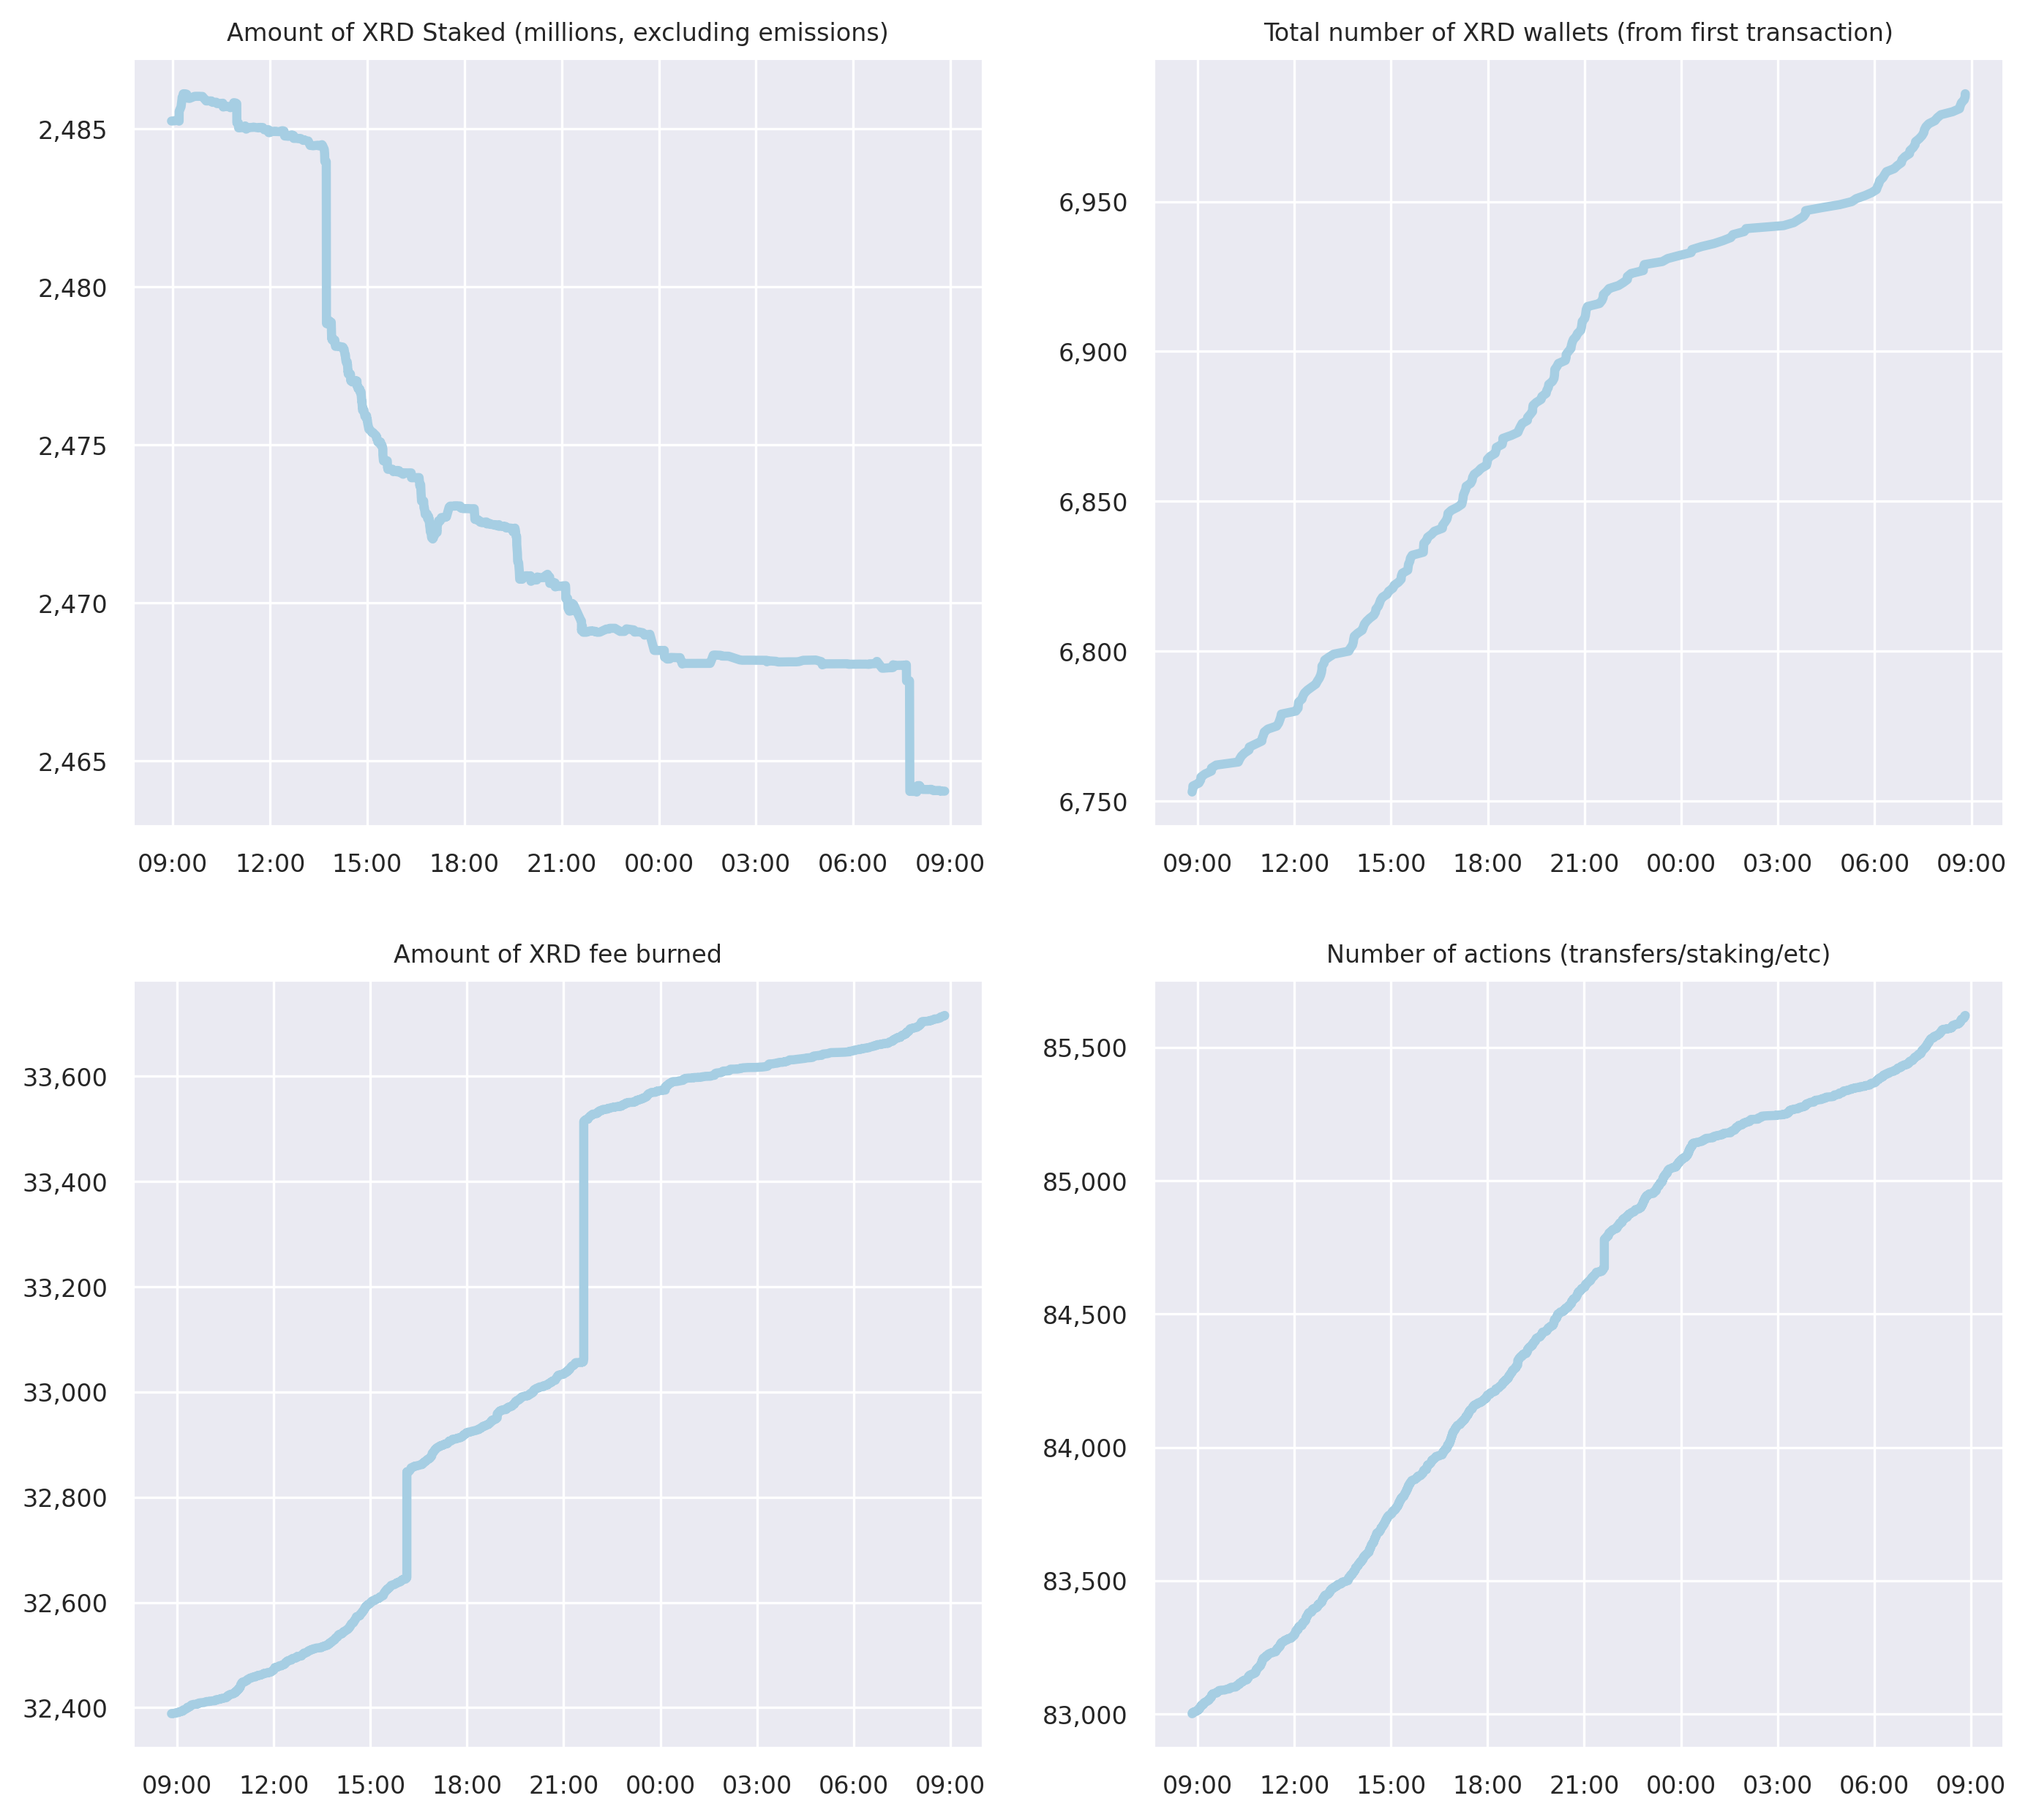 Amount of XRD Staked (millions, excluding emissions)
2,485
2,480
2,475
2,470
2,465
09:00 12:00 15:00 18:00 21:00 00:00 03:00 06:00 09:00
Total number of XRD wallets (from first transaction)
6,950
6,900
6,850
6,800
6,750
09:00 12:00 15:00 18:00 21:00 00:00 03:00 06:00 09:00
Amount of XRD fee burned
33,600
33,400
33,200
33,000
32,800
32,600
32,400
09:00 12:00 15:00 18:00 21:00 00:00 03:00 06:00 09:00
Number of actions (transfers/staking/etc)
85,500
85,000
84,500
84,000
83,500
83,000
09:00 12:00 15:00 18:00 21:00 00:00 03:00 06:00 09:00